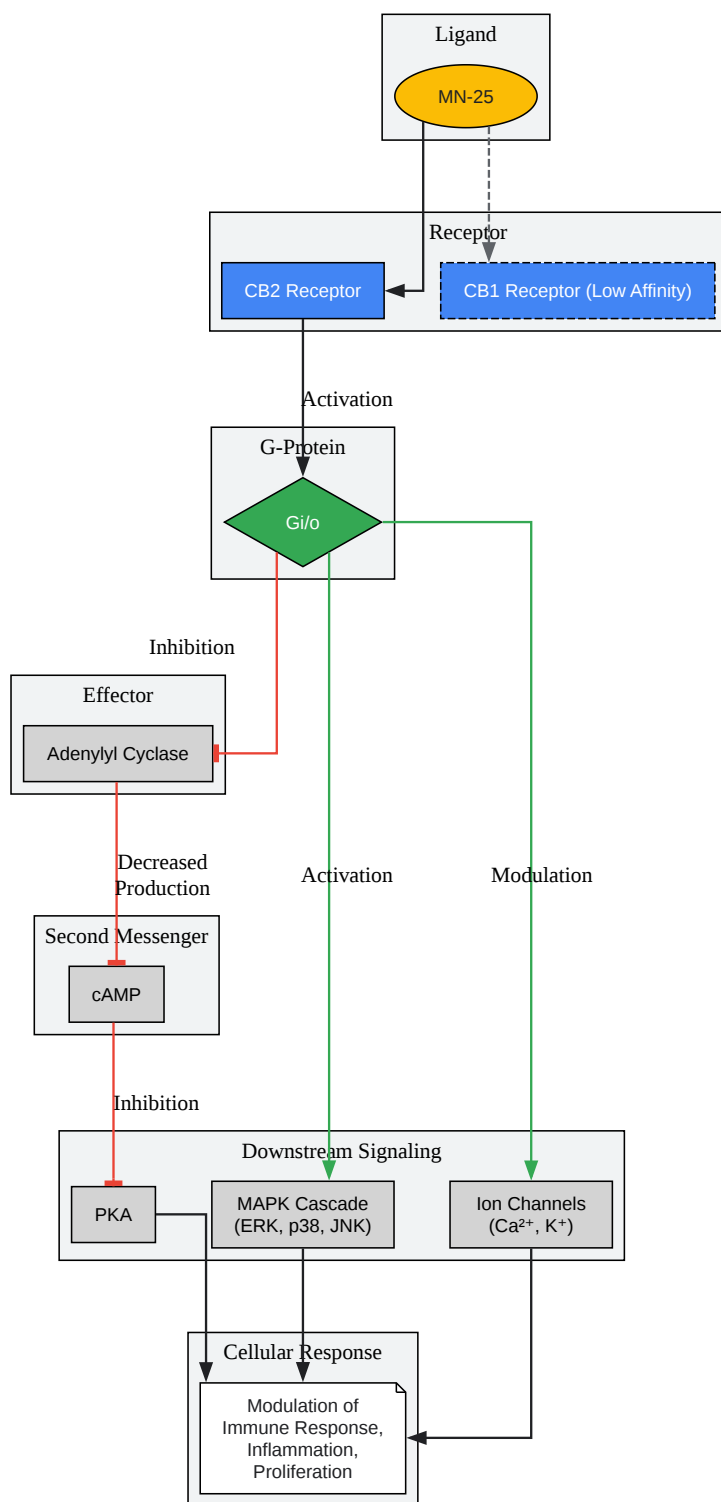 Ligand
MN-25
Receptor
CB2 Receptor
CB1 Receptor (Low Affinity)
Activation
G-Protein
Gi/o
Inhibition
Effector
Adenylyl Cyclase
Decreased
Production
Activation
Modulation
Second Messenger
cAMP
Inhibition
Downstream Signaling
PKA
MAPK Cascade
(ERK, p38, JNK)
Ion Channels
(Ca²⁺, K⁺)
Cellular Response
Modulation of
Immune Response,
Inflammation,
Proliferation